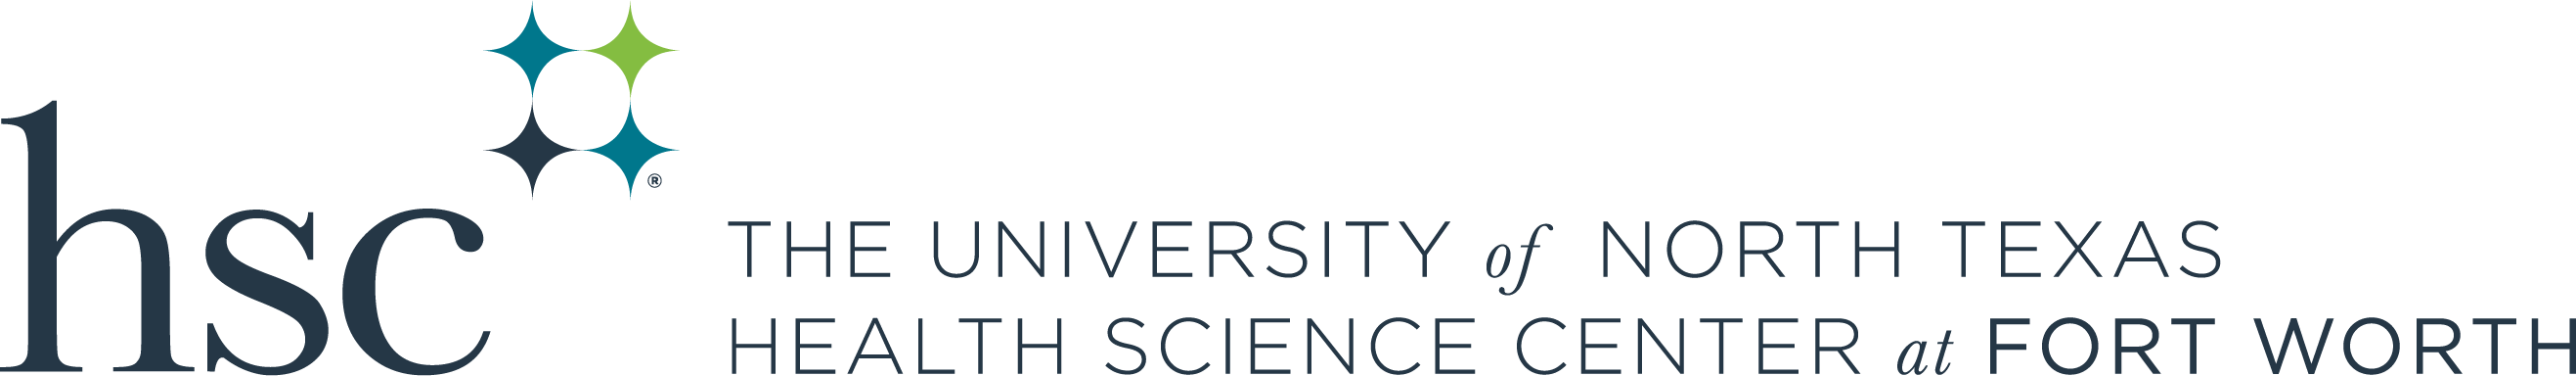 hsc®
THE UNIVERSITY of NORTH TEXAS
HEALTH SCIENCE CENTER at FORT WORTH